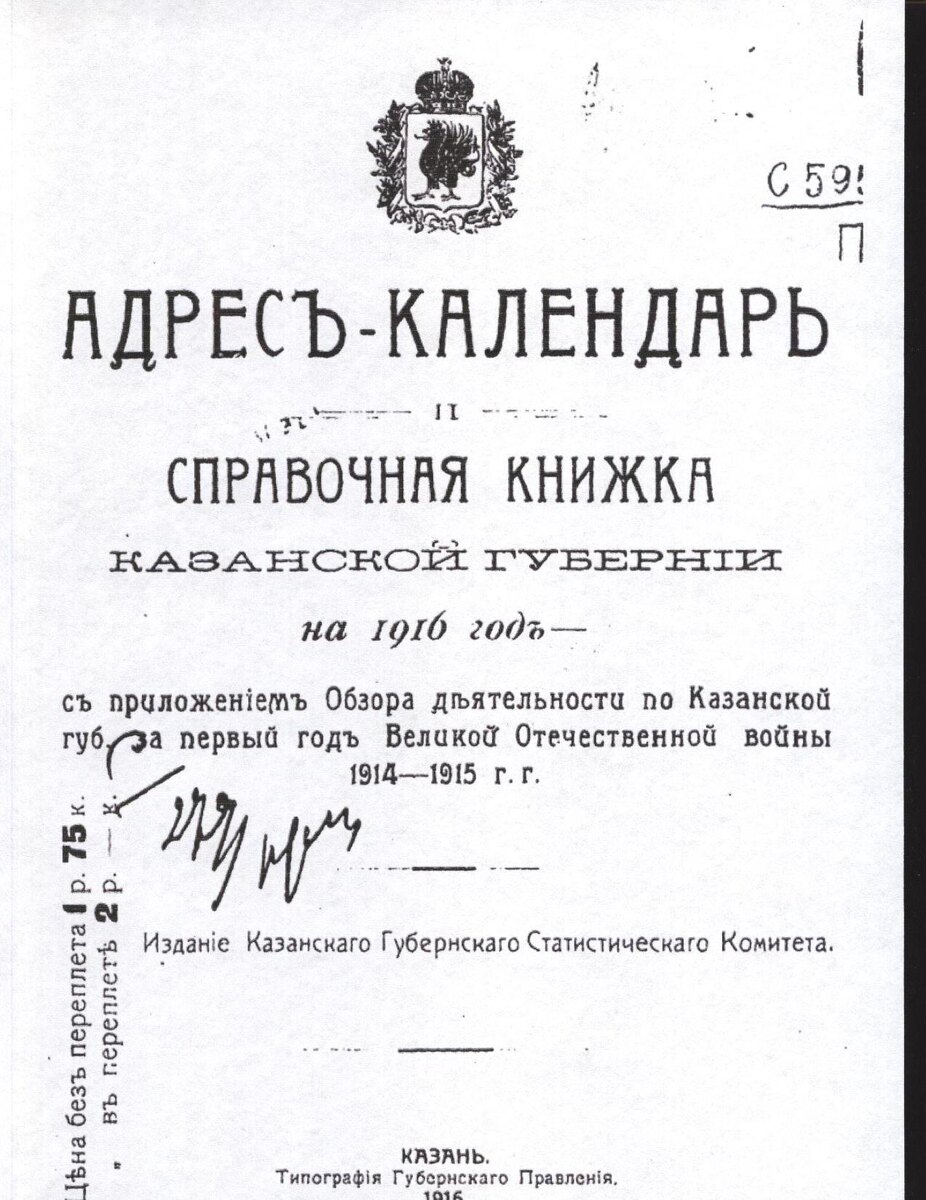 С 59
П
АДРЕСЪ-КАЛЕНДАРЬ
И
СПРАВОЧНАЯ КНИЖКА
КАЗАНСКОЙ ГУБЕРНІИ
на 1916 годъ—
съ приложеніемъ Обзора дѣятельности по Казанской
губ. за первый годъ Великой Отечественной войны
1914—1915 г. г.
Изданіе Казанскаго Губернскаго Статистическаго Комитета.
Цѣна безъ переплета 1 р. 75 к.
„ въ переплетѣ 2 р. — к.
КАЗАНЬ.
Типографія Губернскаго Правленія.
1916